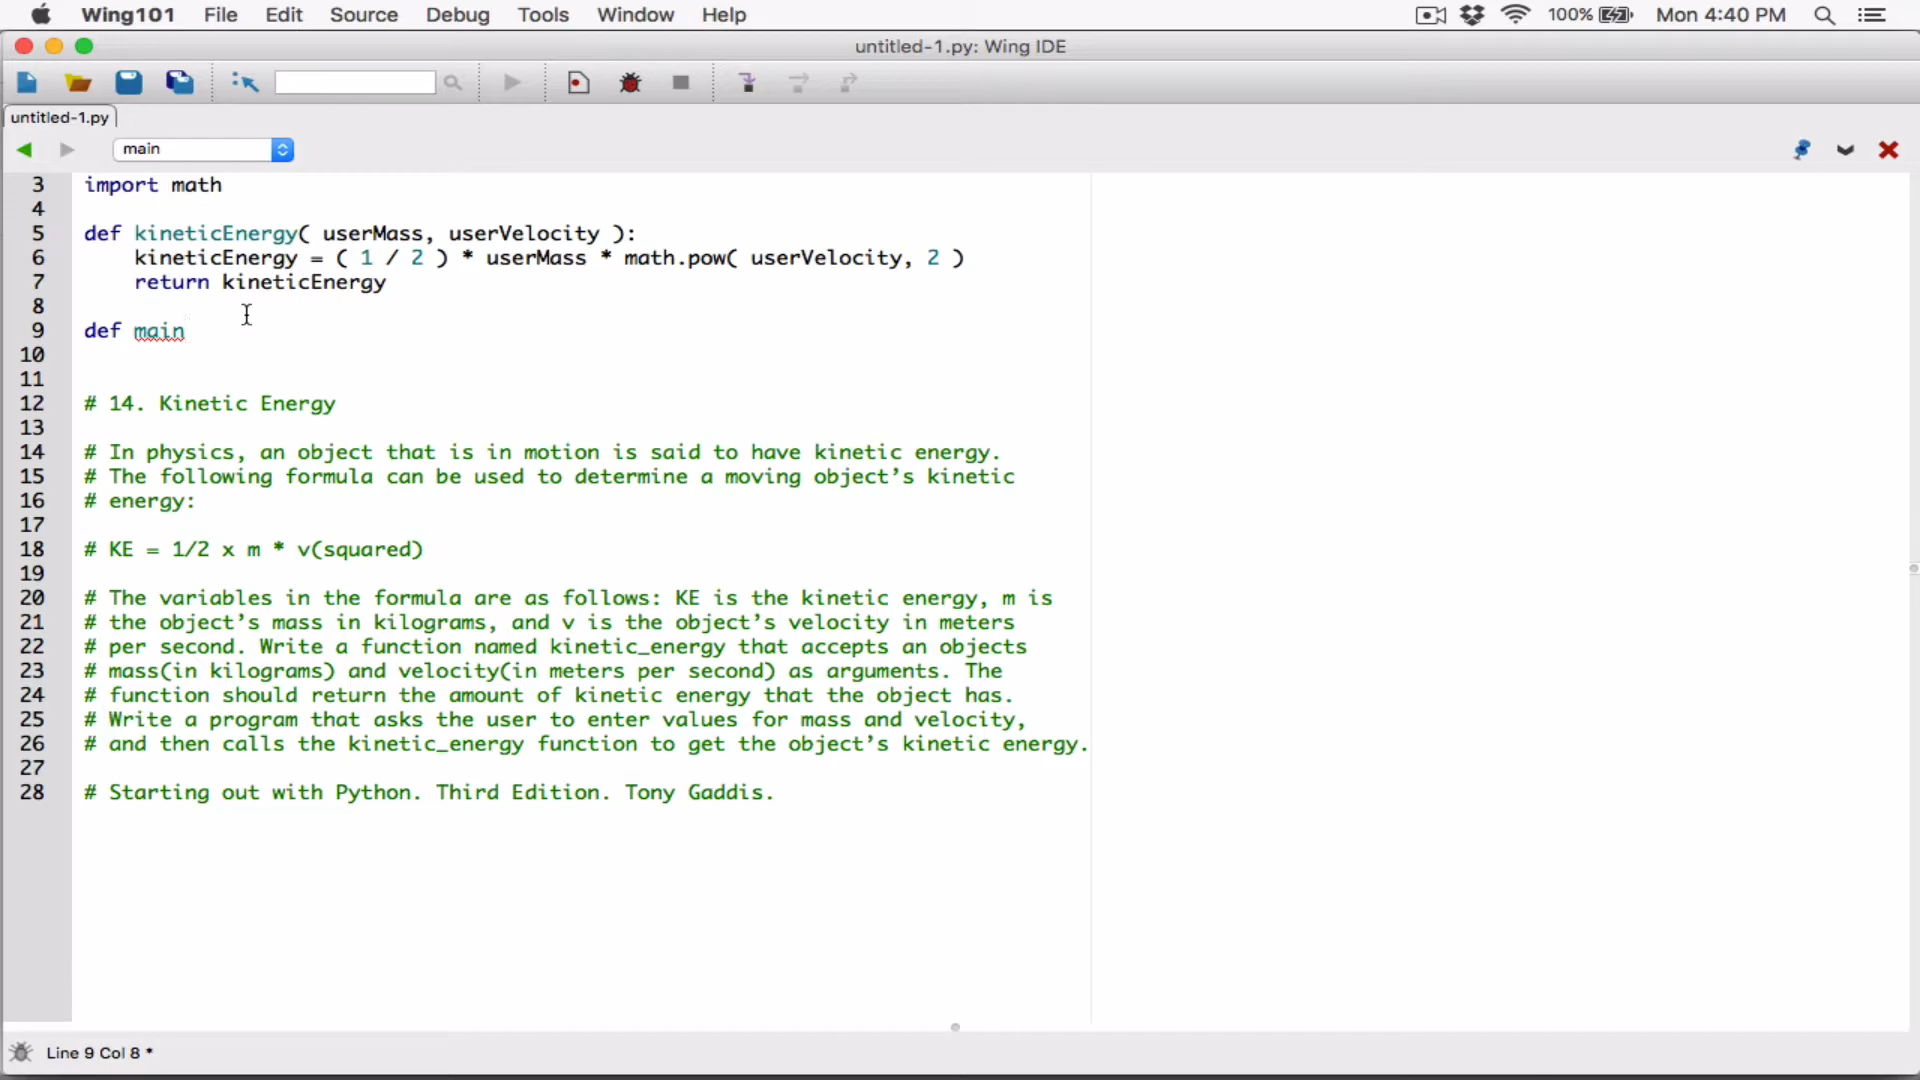 Wing101 File Edit Source Debug Tools Window Help 100% Mon 4:40 PM
untitled-1.py: Wing IDE
untitled-1.py
main
3 import math
4
5 def kineticEnergy( userMass, userVelocity ):
6 kineticEnergy = ( 1 / 2 ) * userMass * math.pow( userVelocity, 2 )
7 return kineticEnergy
8
9 def main
10
11
12 # 14. Kinetic Energy
13
14 # In physics, an object that is in motion is said to have kinetic energy.
15 # The following formula can be used to determine a moving object’s kinetic
16 # energy:
17
18 # KE = 1/2 x m * v(squared)
19
20 # The variables in the formula are as follows: KE is the kinetic energy, m is
21 # the object’s mass in kilograms, and v is the object’s velocity in meters
22 # per second. Write a function named kinetic_energy that accepts an objects
23 # mass(in kilograms) and velocity(in meters per second) as arguments. The
24 # function should return the amount of kinetic energy that the object has.
25 # Write a program that asks the user to enter values for mass and velocity,
26 # and then calls the kinetic_energy function to get the object’s kinetic energy.
27
28 # Starting out with Python. Third Edition. Tony Gaddis.
Line 9 Col 8 *